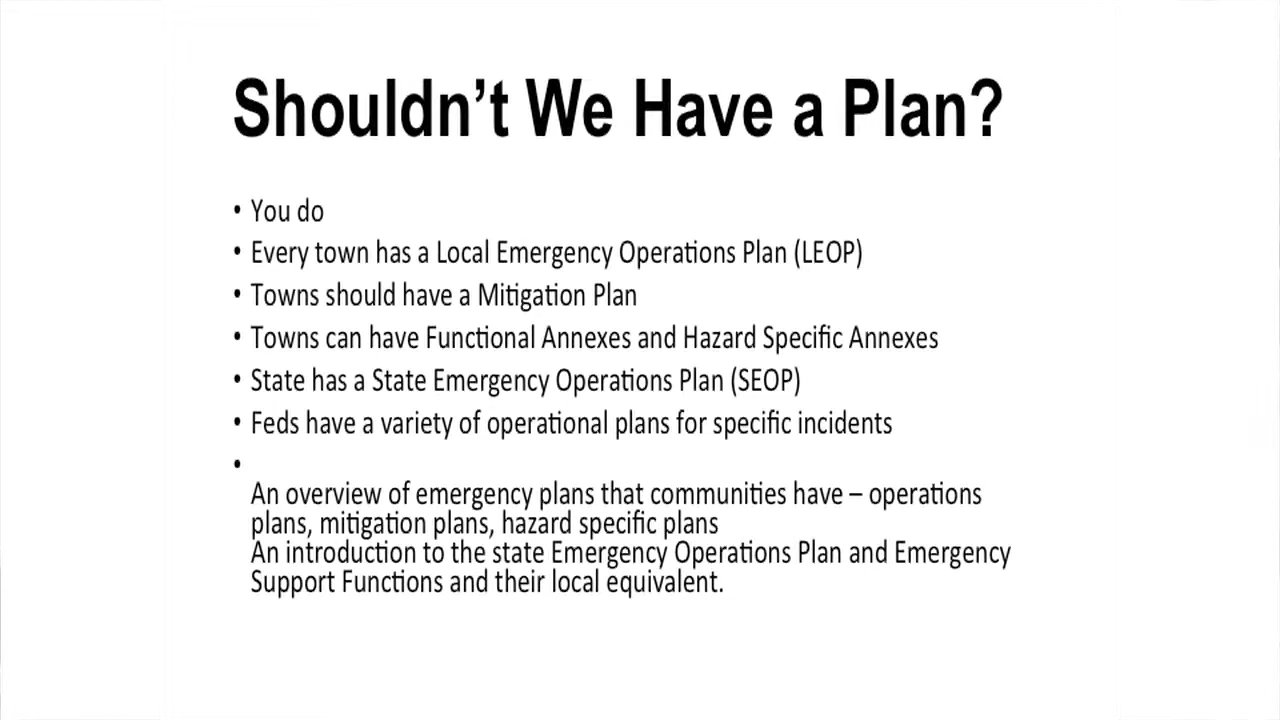 Shouldn’t We Have a Plan?
• You do
• Every town has a Local Emergency Operations Plan (LEOP)
• Towns should have a Mitigation Plan
• Towns can have Functional Annexes and Hazard Specific Annexes
• State has a State Emergency Operations Plan (SEOP)
• Feds have a variety of operational plans for specific incidents
•
An overview of emergency plans that communities have – operations
plans, mitigation plans, hazard specific plans
An introduction to the state Emergency Operations Plan and Emergency
Support Functions and their local equivalent.